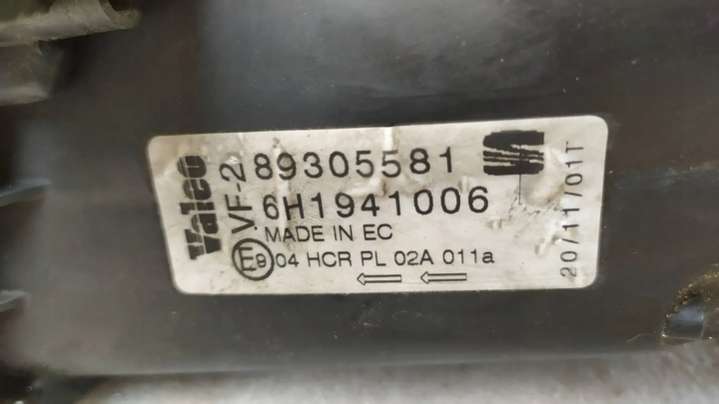 Valeo
VF-2
89305581
6H1941006
MADE IN EC
E9 04 HCR PL 02A 011a
20/11/01T